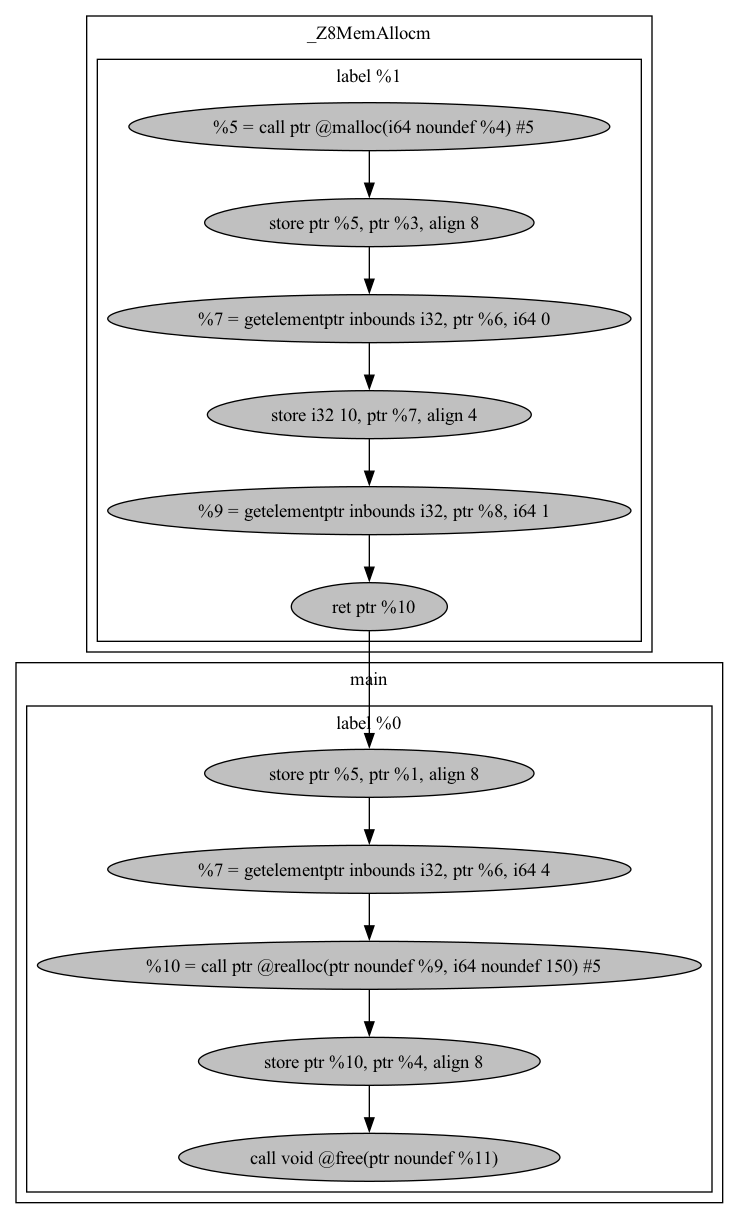 _Z8MemAllocm
label %1
%5 = call ptr @malloc(i64 noundef %4) #5
store ptr %5, ptr %3, align 8
%7 = getelementptr inbounds i32, ptr %6, i64 0
store i32 10, ptr %7, align 4
%9 = getelementptr inbounds i32, ptr %8, i64 1
ret ptr %10
main
label %0
store ptr %5, ptr %1, align 8
%7 = getelementptr inbounds i32, ptr %6, i64 4
%10 = call ptr @realloc(ptr noundef %9, i64 noundef 150) #5
store ptr %10, ptr %4, align 8
call void @free(ptr noundef %11)